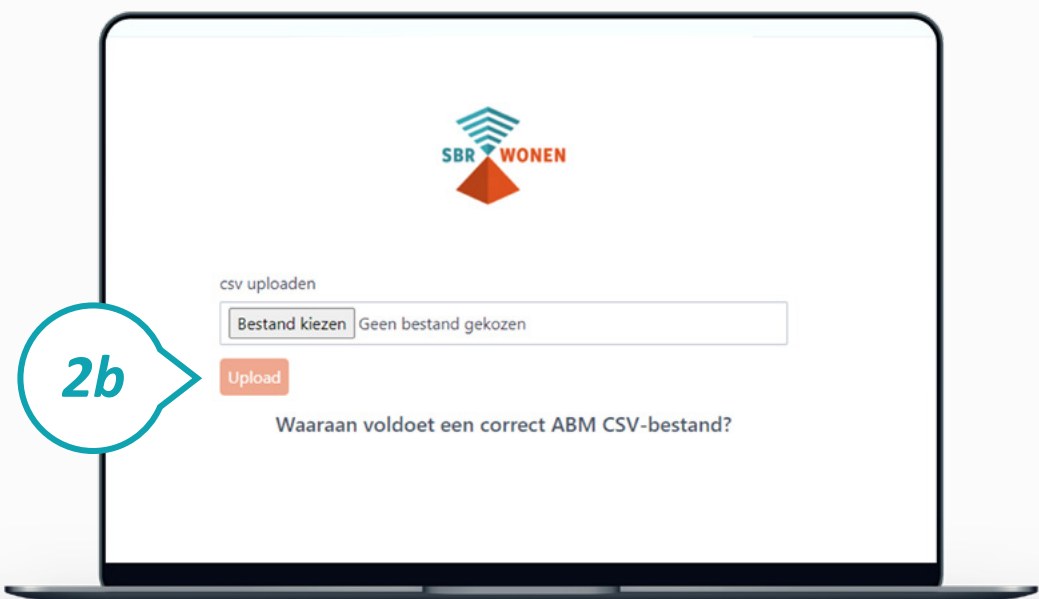 SBR WONEN
csv uploaden
Bestand kiezen Geen bestand gekozen
2b
Upload
Waaraan voldoet een correct ABM CSV-bestand?